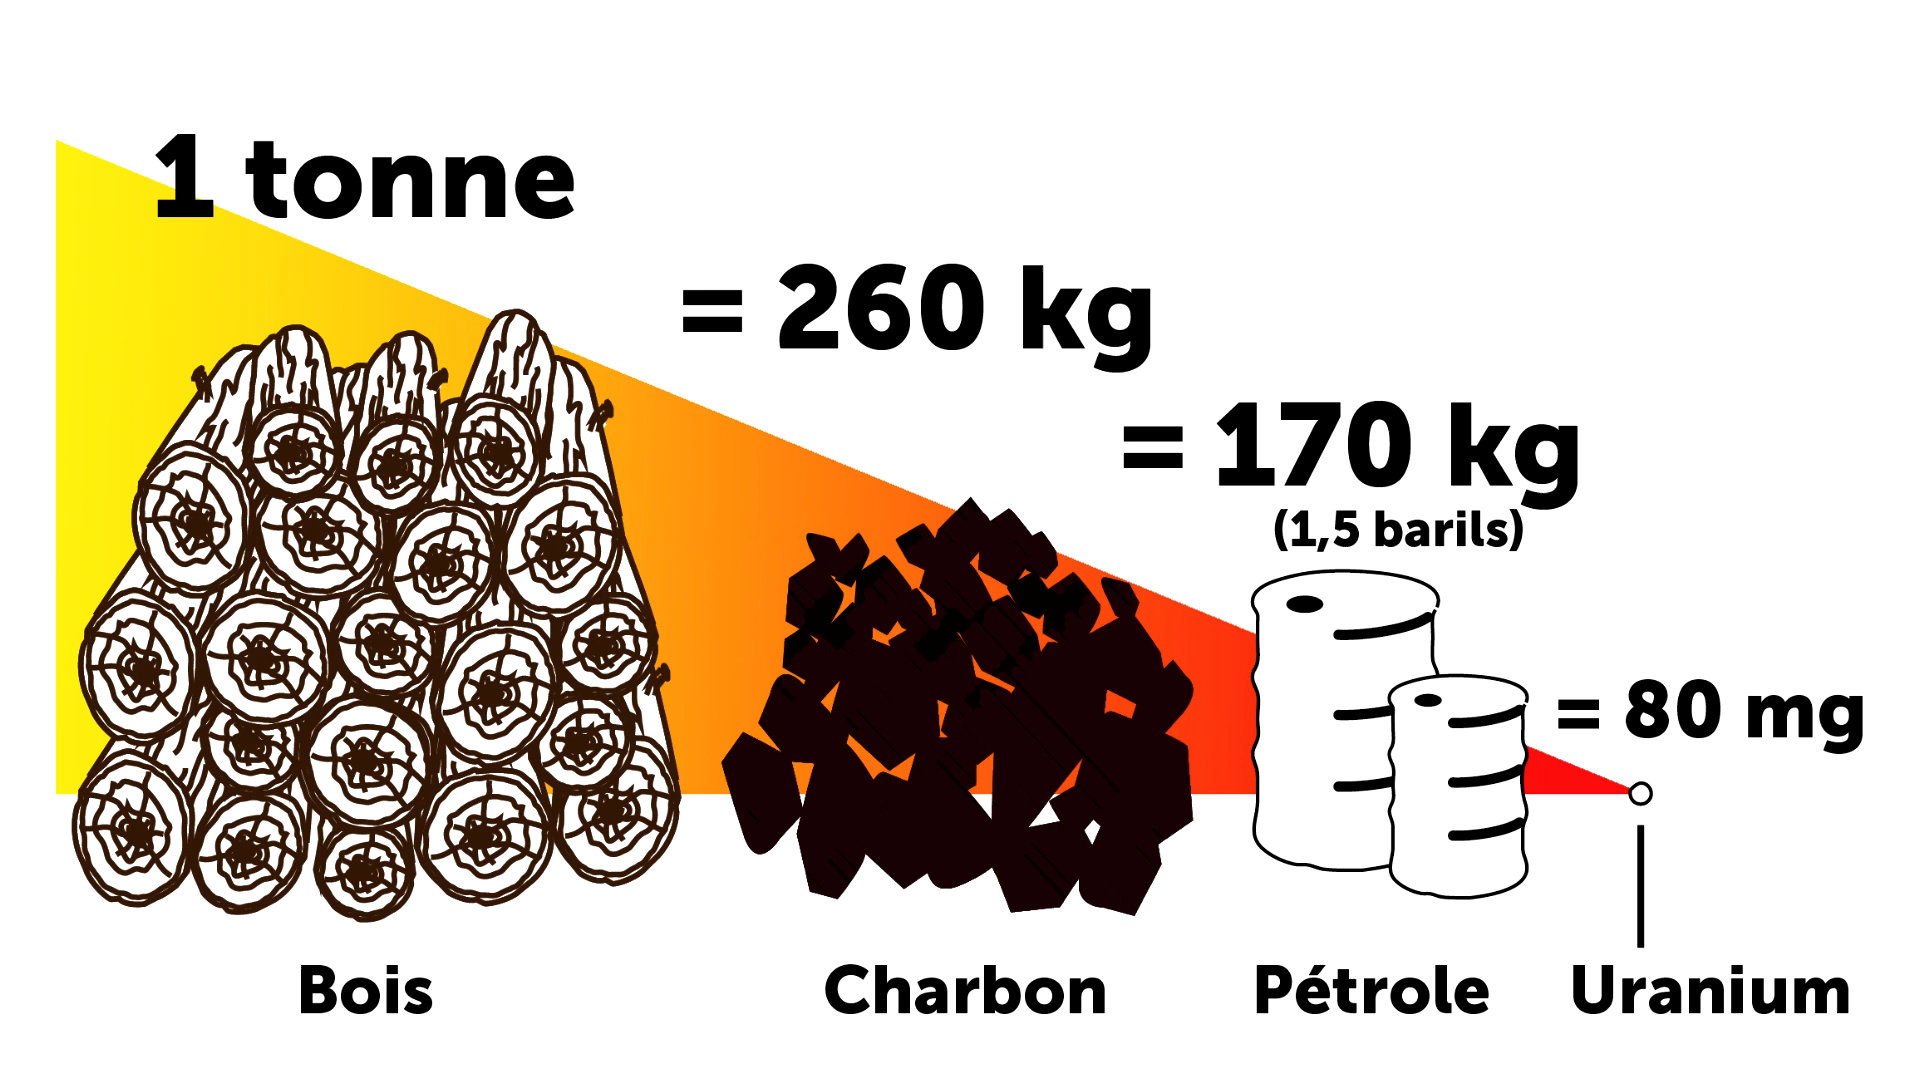 1 tonne
= 260 kg
= 170 kg
(1,5 barils)
= 80 mg
Bois
Charbon
Pétrole
Uranium